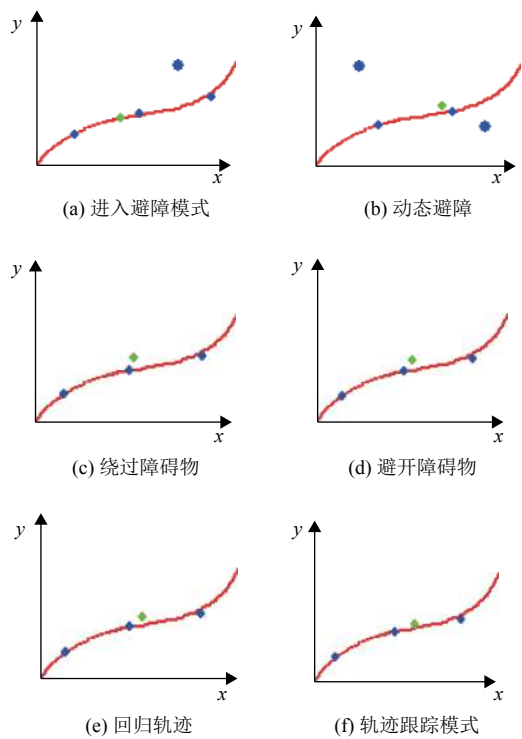 y
y
x
x
(a) 进入避障模式
(b) 动态避障
y
y
x
x
(c) 绕过障碍物
(d) 避开障碍物
y
y
x
x
(e) 回归轨迹
(f) 轨迹跟踪模式